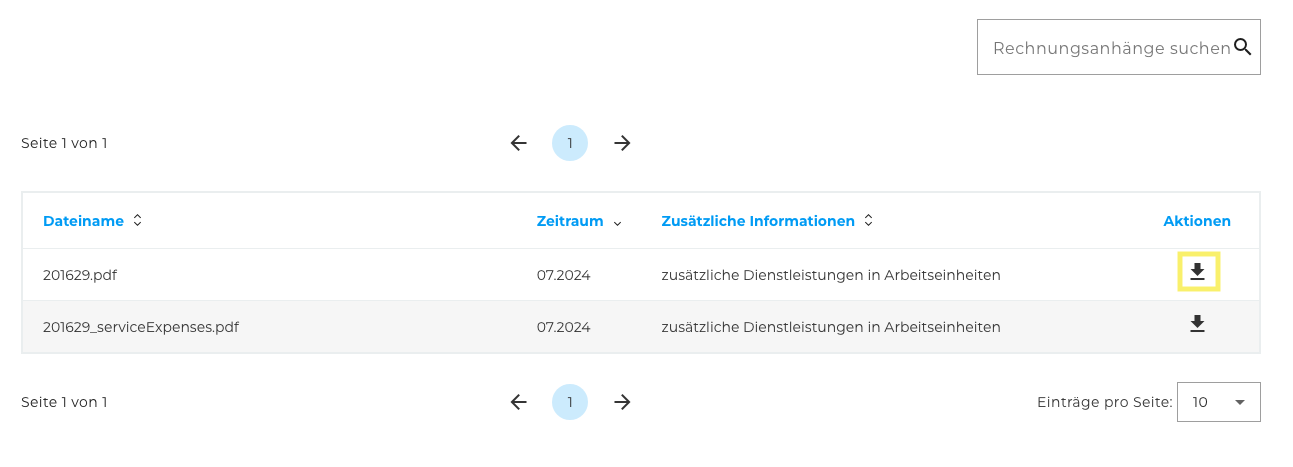 Rechnungsanhänge suchen
Seite 1 von 1
1
Dateiname Zeitraum Zusätzliche Informationen Aktionen
201629.pdf 07.2024 zusätzliche Dienstleistungen in Arbeitseinheiten
201629_serviceExpenses.pdf 07.2024 zusätzliche Dienstleistungen in Arbeitseinheiten
Seite 1 von 1
1
Einträge pro Seite: 10